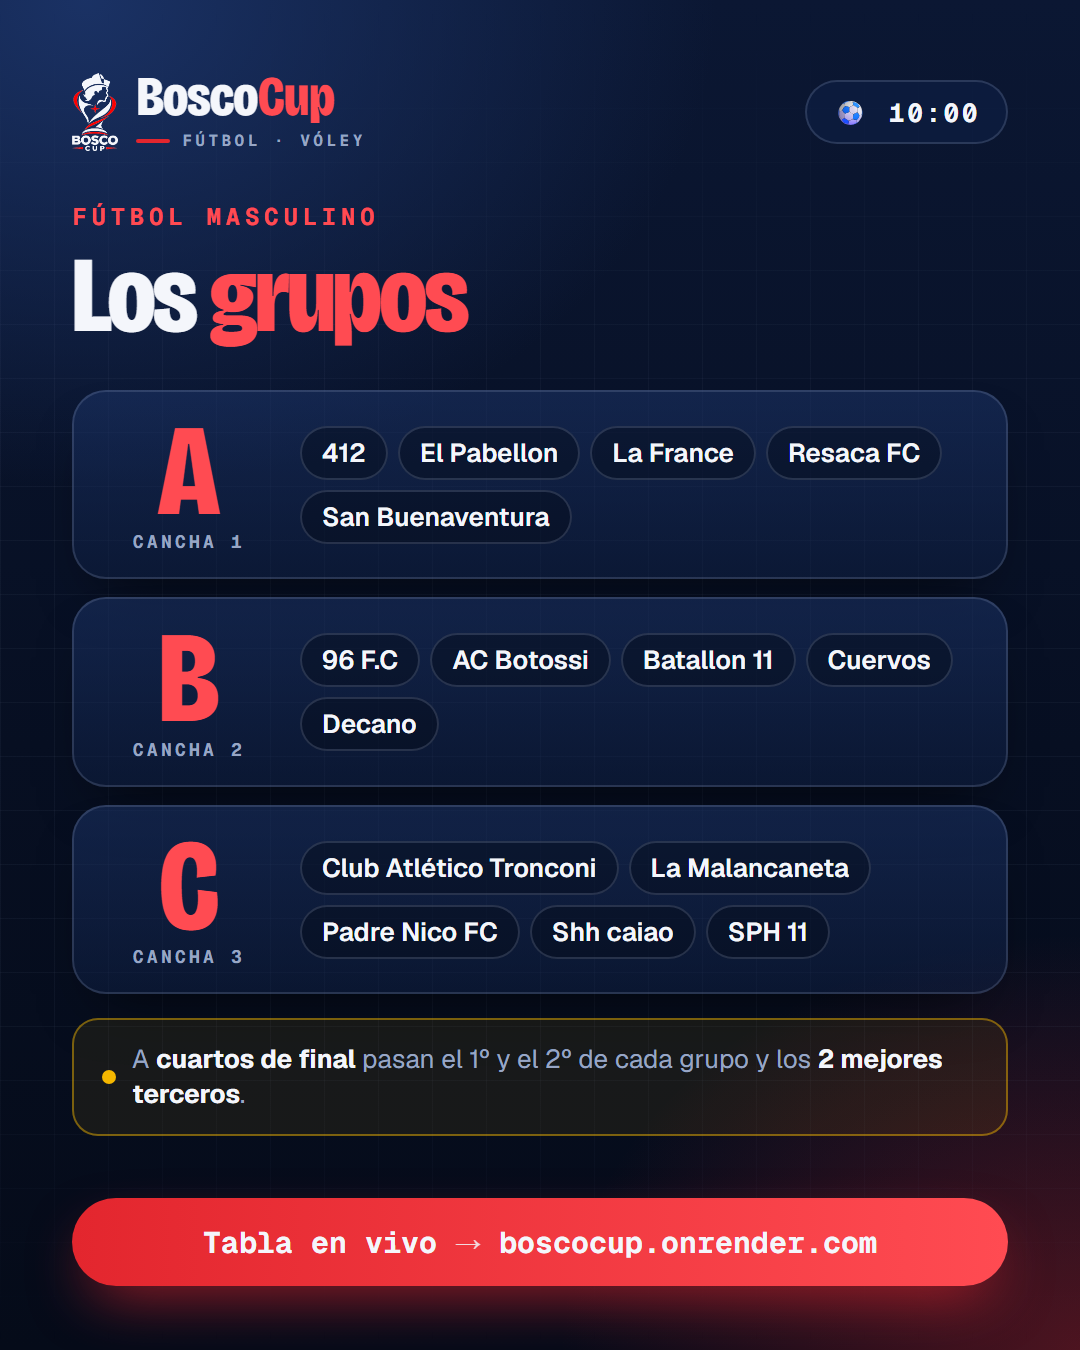 BOSCO
CUP
BoscoCup
FÚTBOL · VÓLEY
10:00
FÚTBOL MASCULINO
Los grupos
A
CANCHA 1
412
El Pabellon
La France
Resaca FC
San Buenaventura
B
CANCHA 2
96 F.C
AC Botossi
Batallon 11
Cuervos
Decano
C
CANCHA 3
Club Atlético Tronconi
La Malancaneta
Padre Nico FC
Shh caiao
SPH 11
A cuartos de final pasan el 1º y el 2º de cada grupo y los 2 mejores
terceros.
Tabla en vivo → boscocup.onrender.com